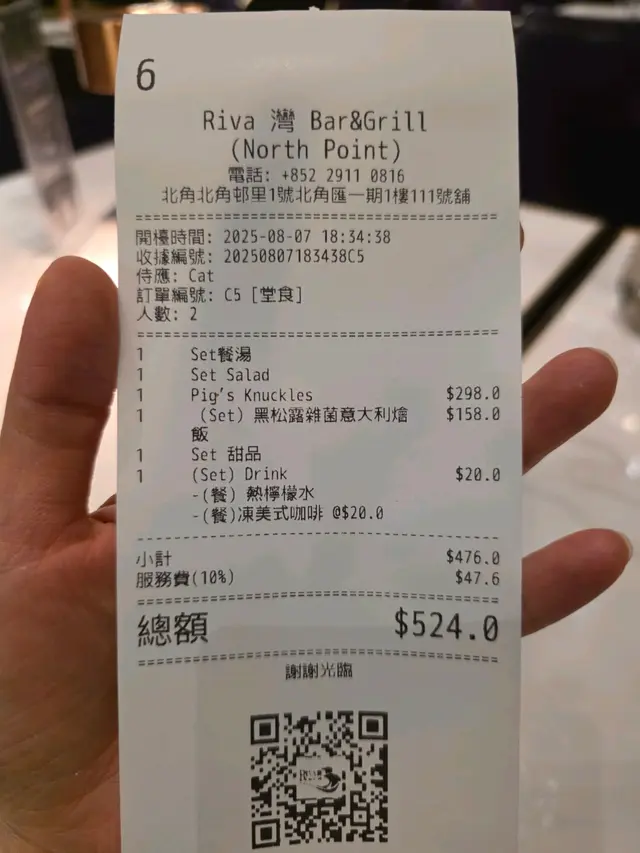 6
Riva 灣 Bar&Grill
(North Point)
電話: +852 2911 0816
北角北角邨里1號北角匯一期1樓111號舖
開檯時間: 2025-08-07 18:34:38
收據編號: 20250807183438C5
侍應: Cat
訂單編號: C5 [堂食]
人數: 2
1 Set餐湯
1 Set Salad
1 Pig's Knuckles $298.0
1 (Set) 黑松露雜菌意大利燴 $158.0
飯
1 Set 甜品
1 (Set) Drink $20.0
-(餐) 熱檸檬水
-(餐)凍美式咖啡 @$20.0
小計 $476.0
服務費(10%) $47.6
總額 $524.0
謝謝光臨